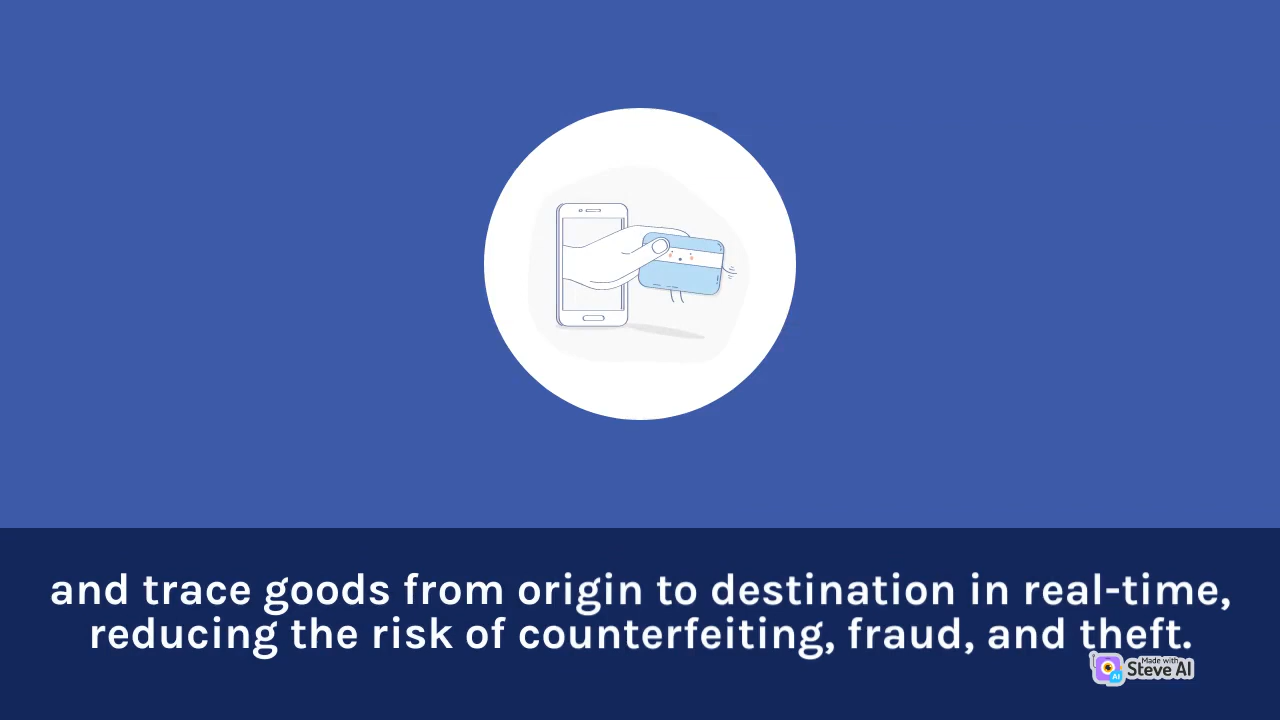 and trace goods from origin to destination in real-time,
reducing the risk of counterfeiting, fraud, and theft.
Made with
Steve AI
AI